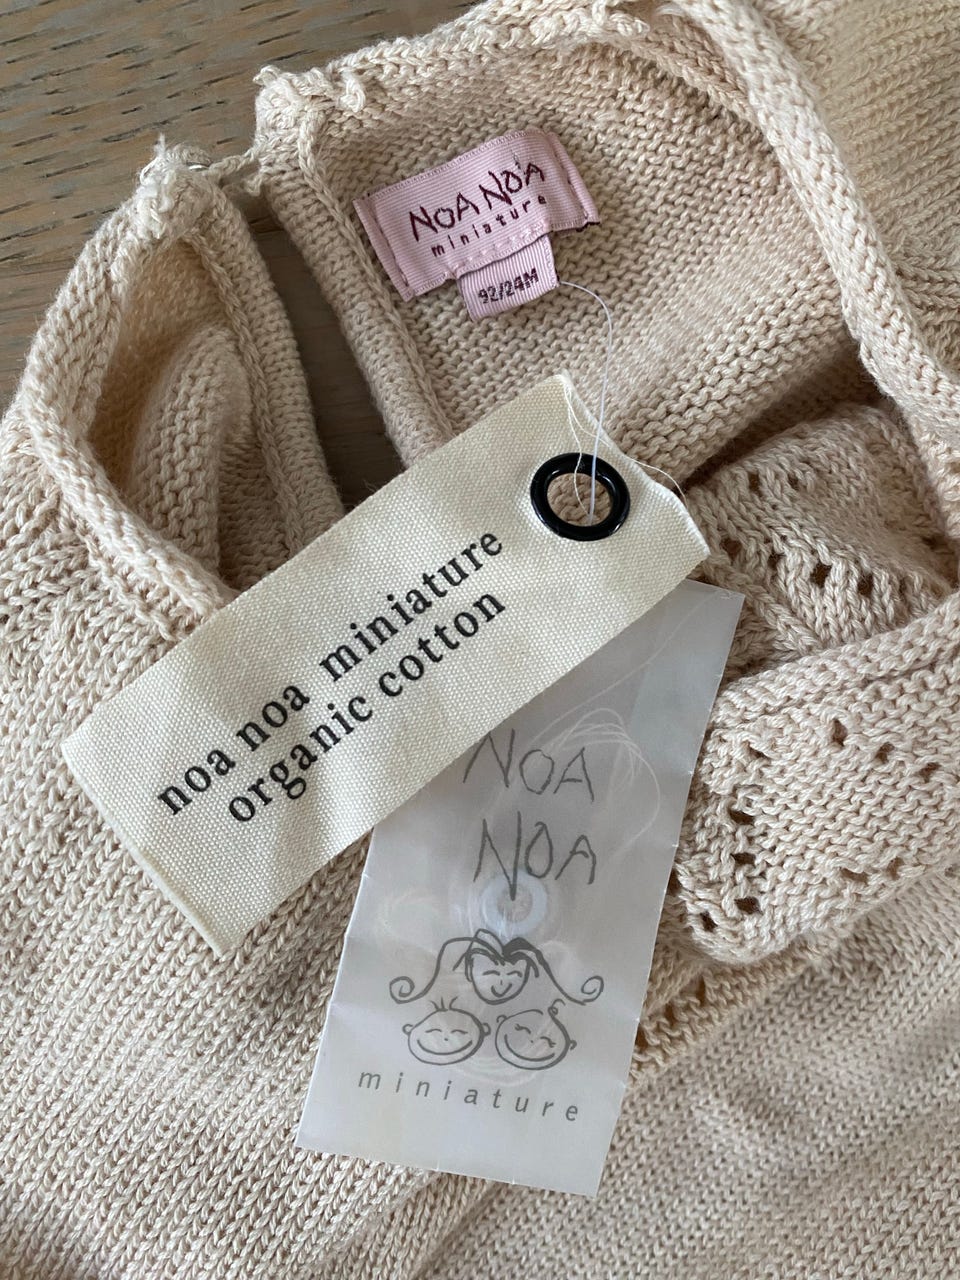 NOA NOA
miniature
92/24M
noa noa miniature
organic cotton
NOA
NOA
miniature